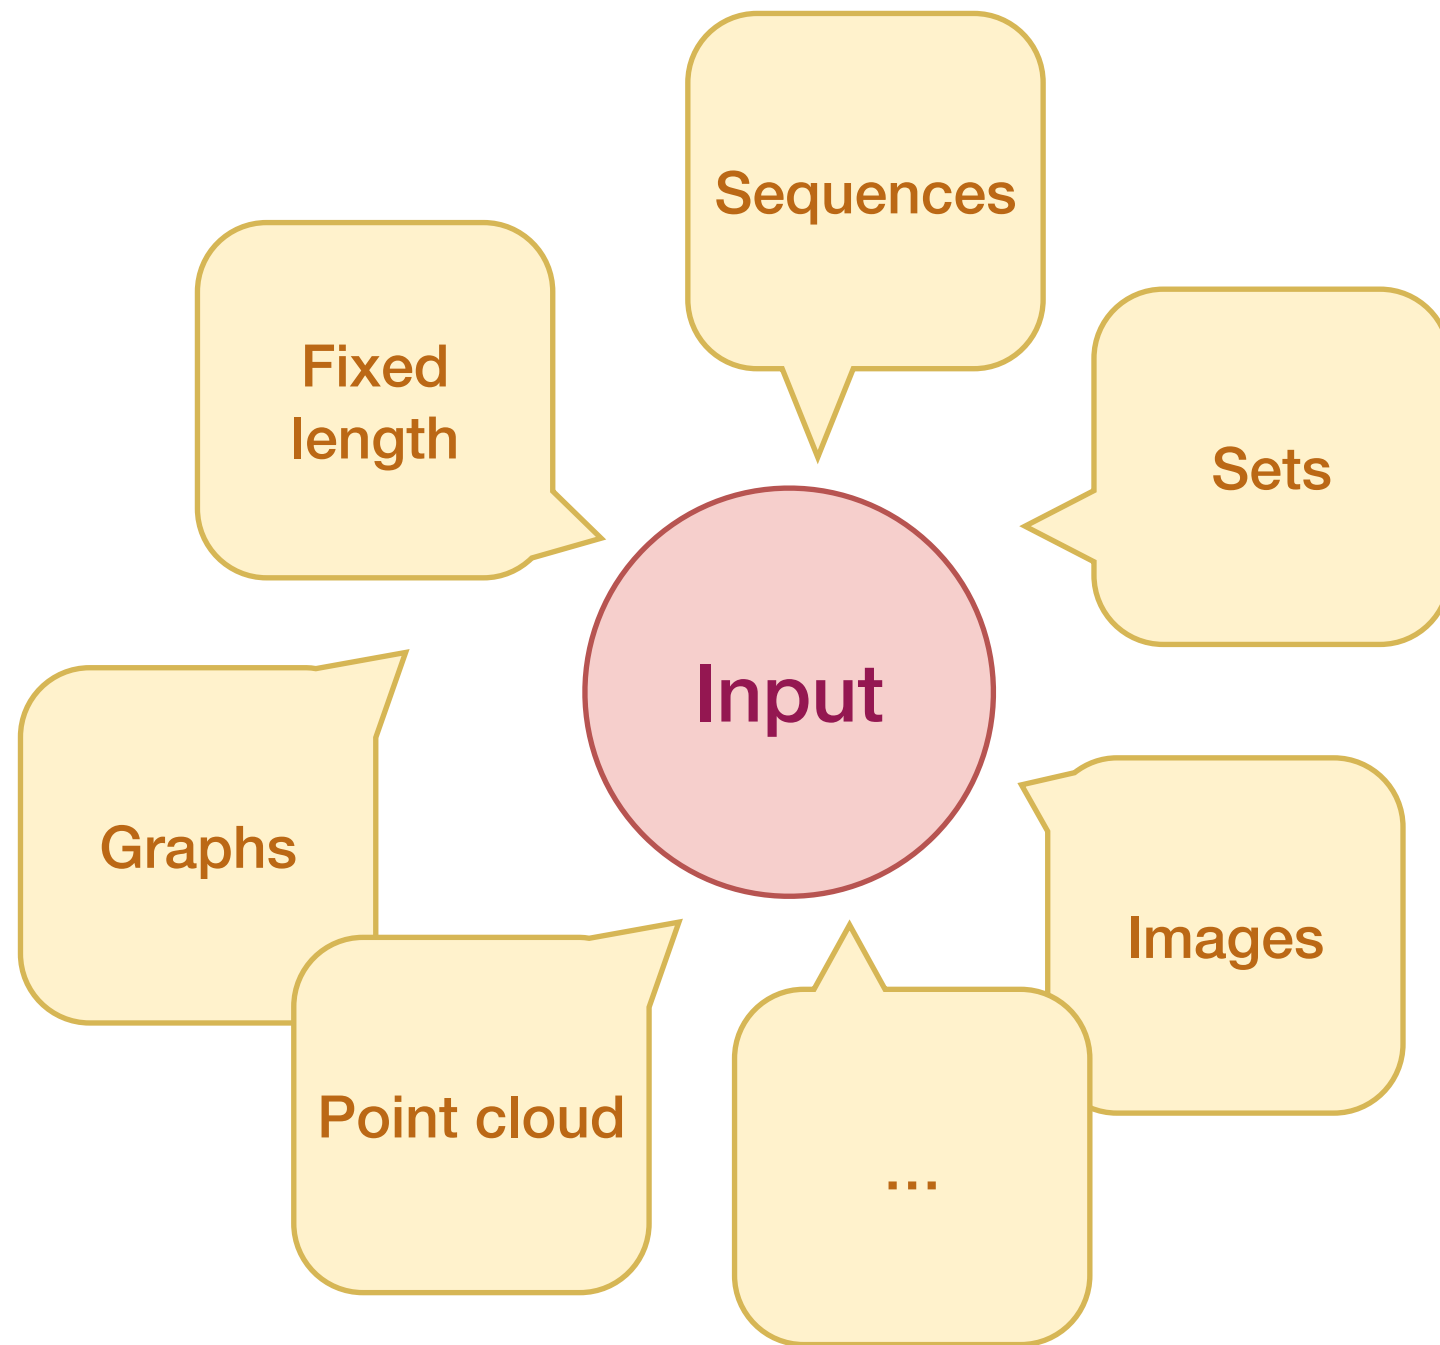 Sequences
Fixed
length
Sets
Input
Graphs
Images
Point cloud
...